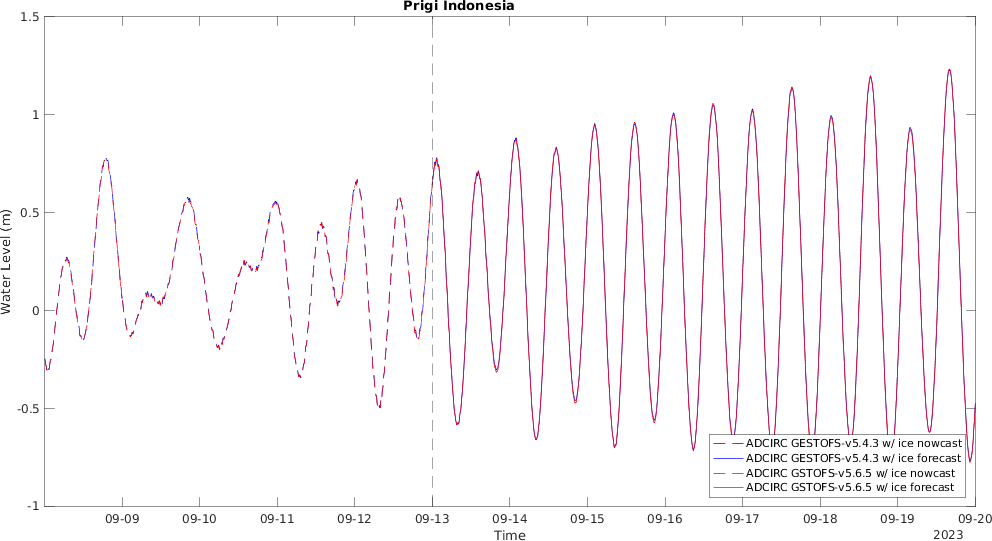 Prigi Indonesia
1.5
1
0.5
0
-0.5
-1
Water Level (m)
09-09
09-10
09-11
09-12
09-13
09-14
09-15
09-16
09-17
09-18
09-19
09-20
Time
2023
ADCIRC GESTOFS-v5.4.3 w/ ice nowcast
ADCIRC GESTOFS-v5.4.3 w/ ice forecast
ADCIRC GSTOFS-v5.6.5 w/ ice nowcast
ADCIRC GSTOFS-v5.6.5 w/ ice forecast